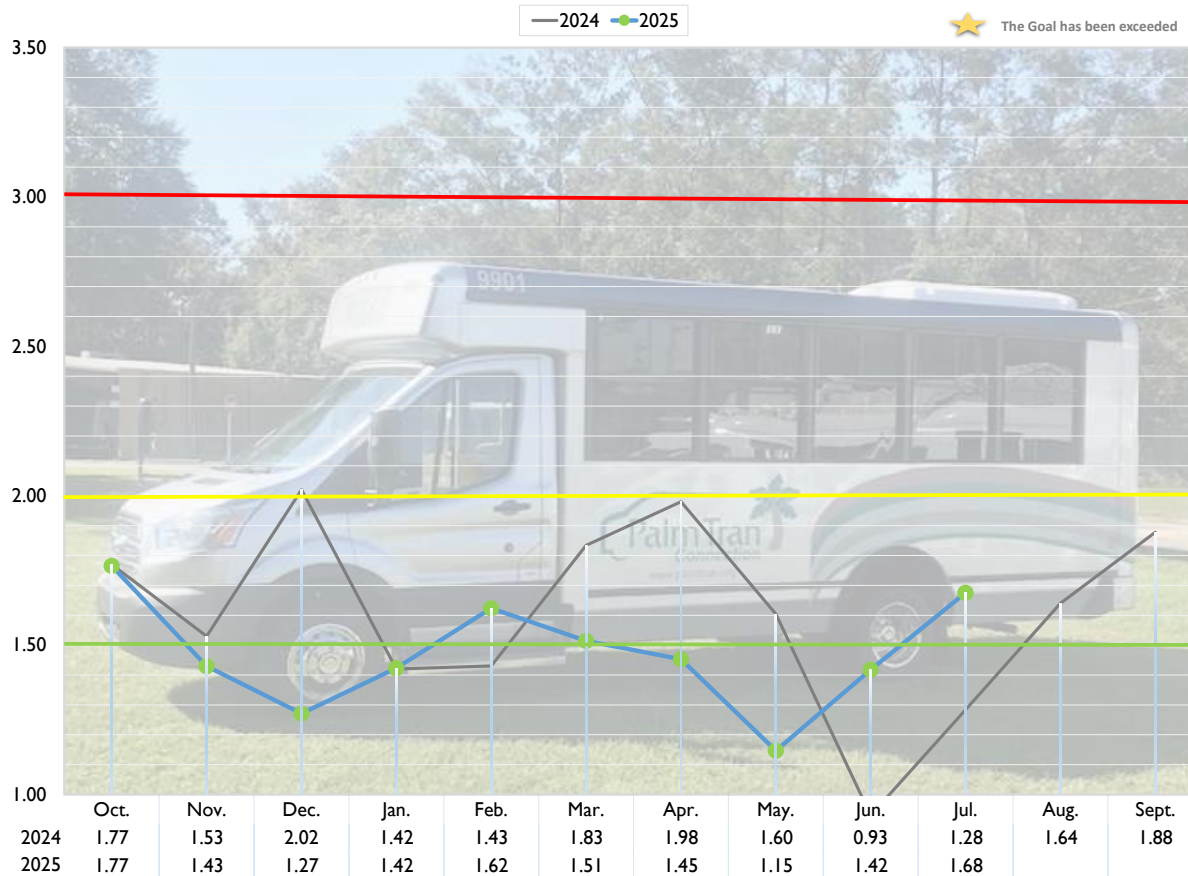 2024 2025
The Goal has been exceeded
3.50
3.00
2.50
2.00
1.50
1.00
9901
PalmTran
Connection
Oct. Nov. Dec. Jan. Feb. Mar. Apr. May. Jun. Jul. Aug. Sept.
2024 1.77 1.53 2.02 1.42 1.43 1.83 1.98 1.60 0.93 1.28 1.64 1.88
2025 1.77 1.43 1.27 1.42 1.62 1.51 1.45 1.15 1.42 1.68